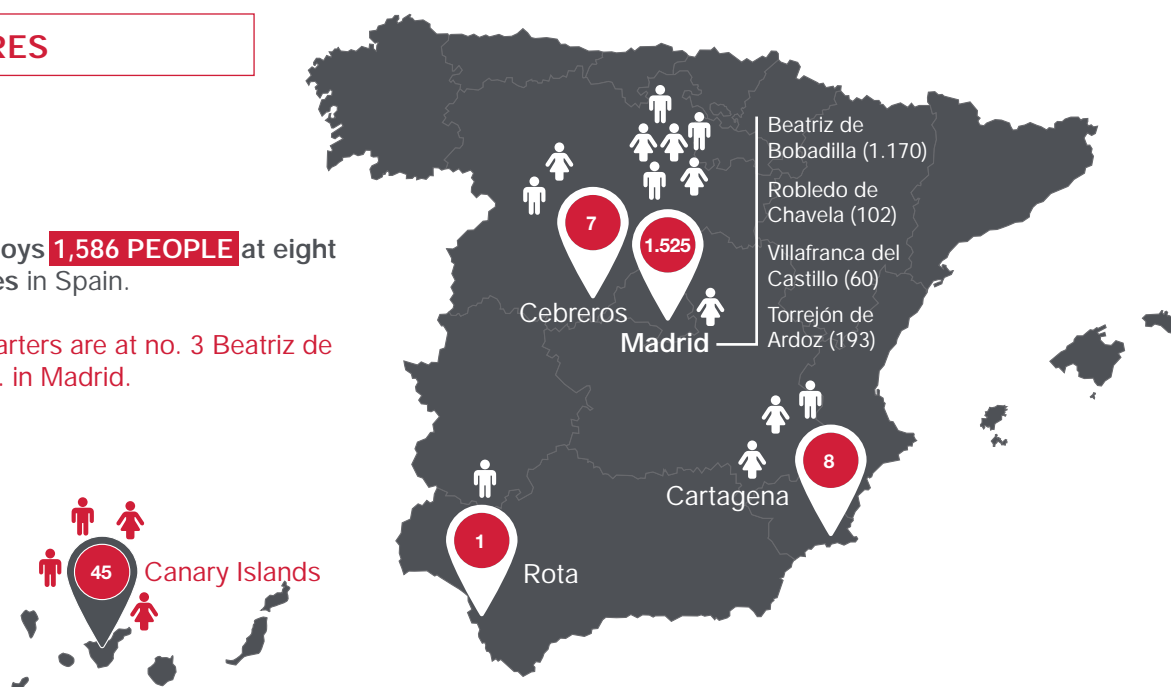 RES
oys 1,586 PEOPLE at eight
es in Spain.
arters are at no. 3 Beatriz de
. in Madrid.
Beatriz de
Bobadilla (1.170)
Robledo de
Chavela (102)
Villafranca del
Castillo (60)
Torrejón de
Ardoz (193)
7
1.525
Cebreros
Madrid
8
Cartagena
1
Rota
45
Canary Islands